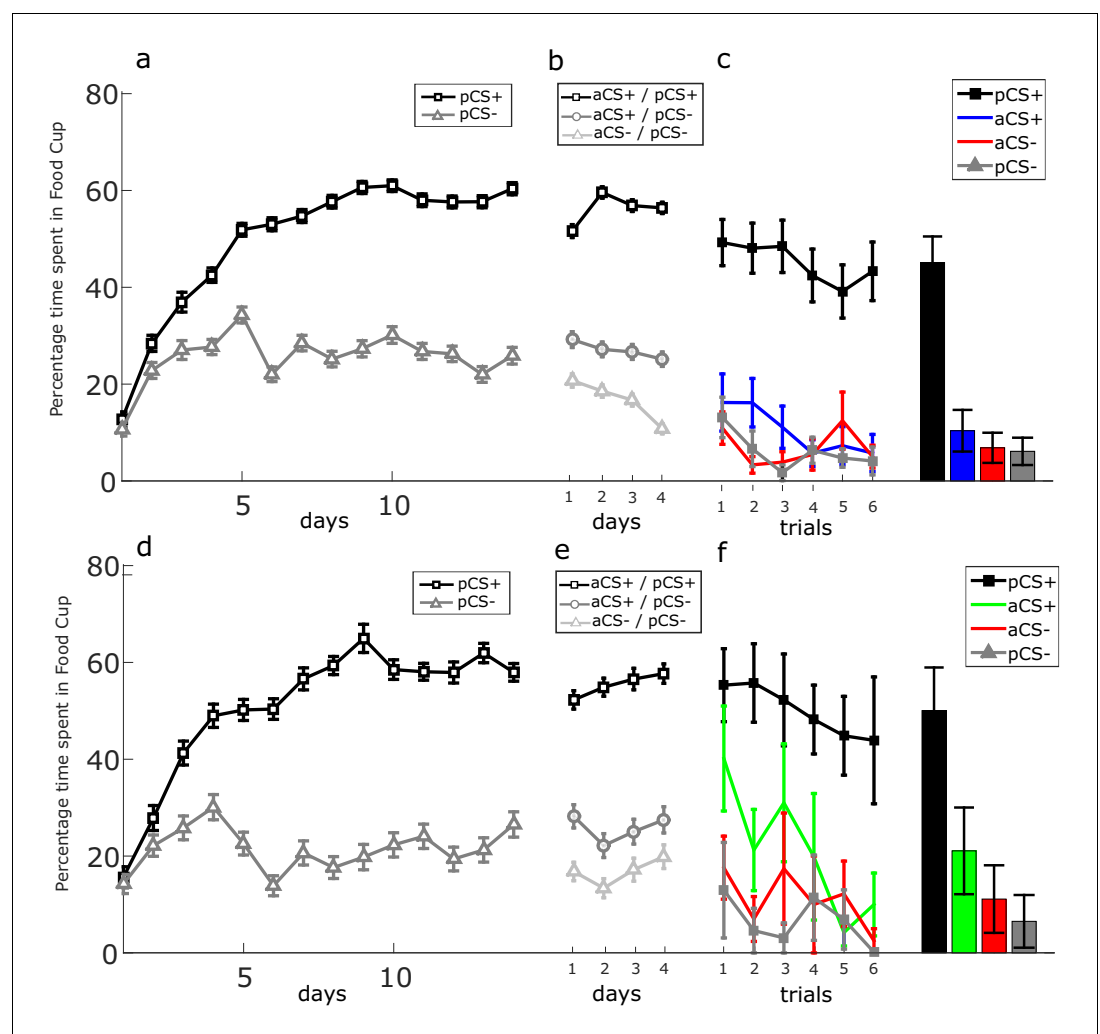 a
b
c
Percentage time spent in Food Cup
80
60
40
20
0
pCS+
pCS-
5
10
days
aCS+ / pCS+
aCS+ / pCS-
aCS- / pCS-
1
2
3
4
days
pCS+
aCS+
aCS-
pCS-
1
2
3
4
5
6
trials
d
e
f
Percentage time spent in Food Cup
80
60
40
20
0
pCS+
pCS-
5
10
days
aCS+ / pCS+
aCS+ / pCS-
aCS- / pCS-
1
2
3
4
days
pCS+
aCS+
aCS-
pCS-
1
2
3
4
5
6
trials